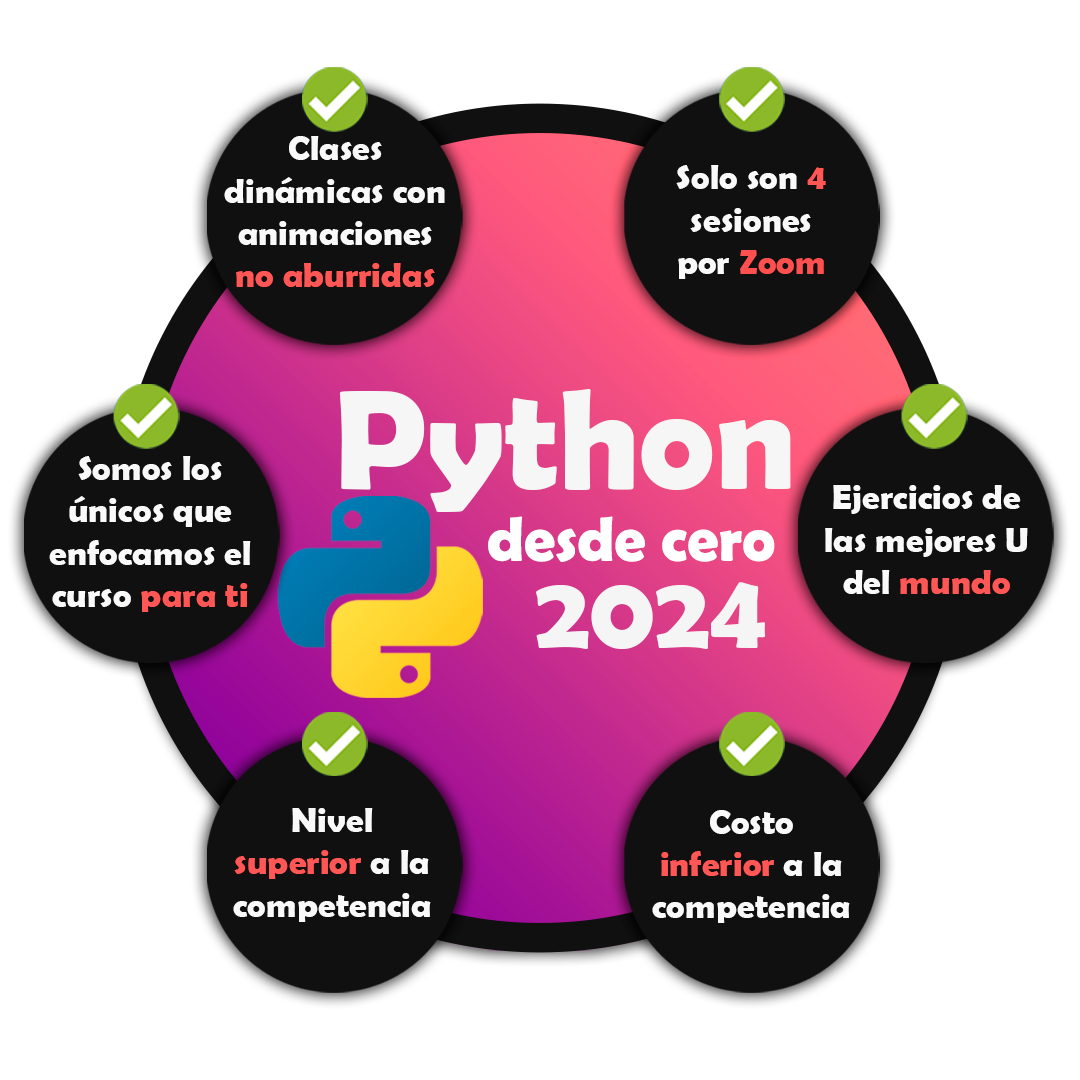 Clases
dinámicas con
animaciones
no aburridas
Solo son 4
sesiones
por Zoom
Somos los
únicos que
enfocamos el
curso para ti
Python
desde cero
2024
Ejercicios de
las mejores U
del mundo
Nivel
superior a la
competencia
Costo
inferior a la
competencia